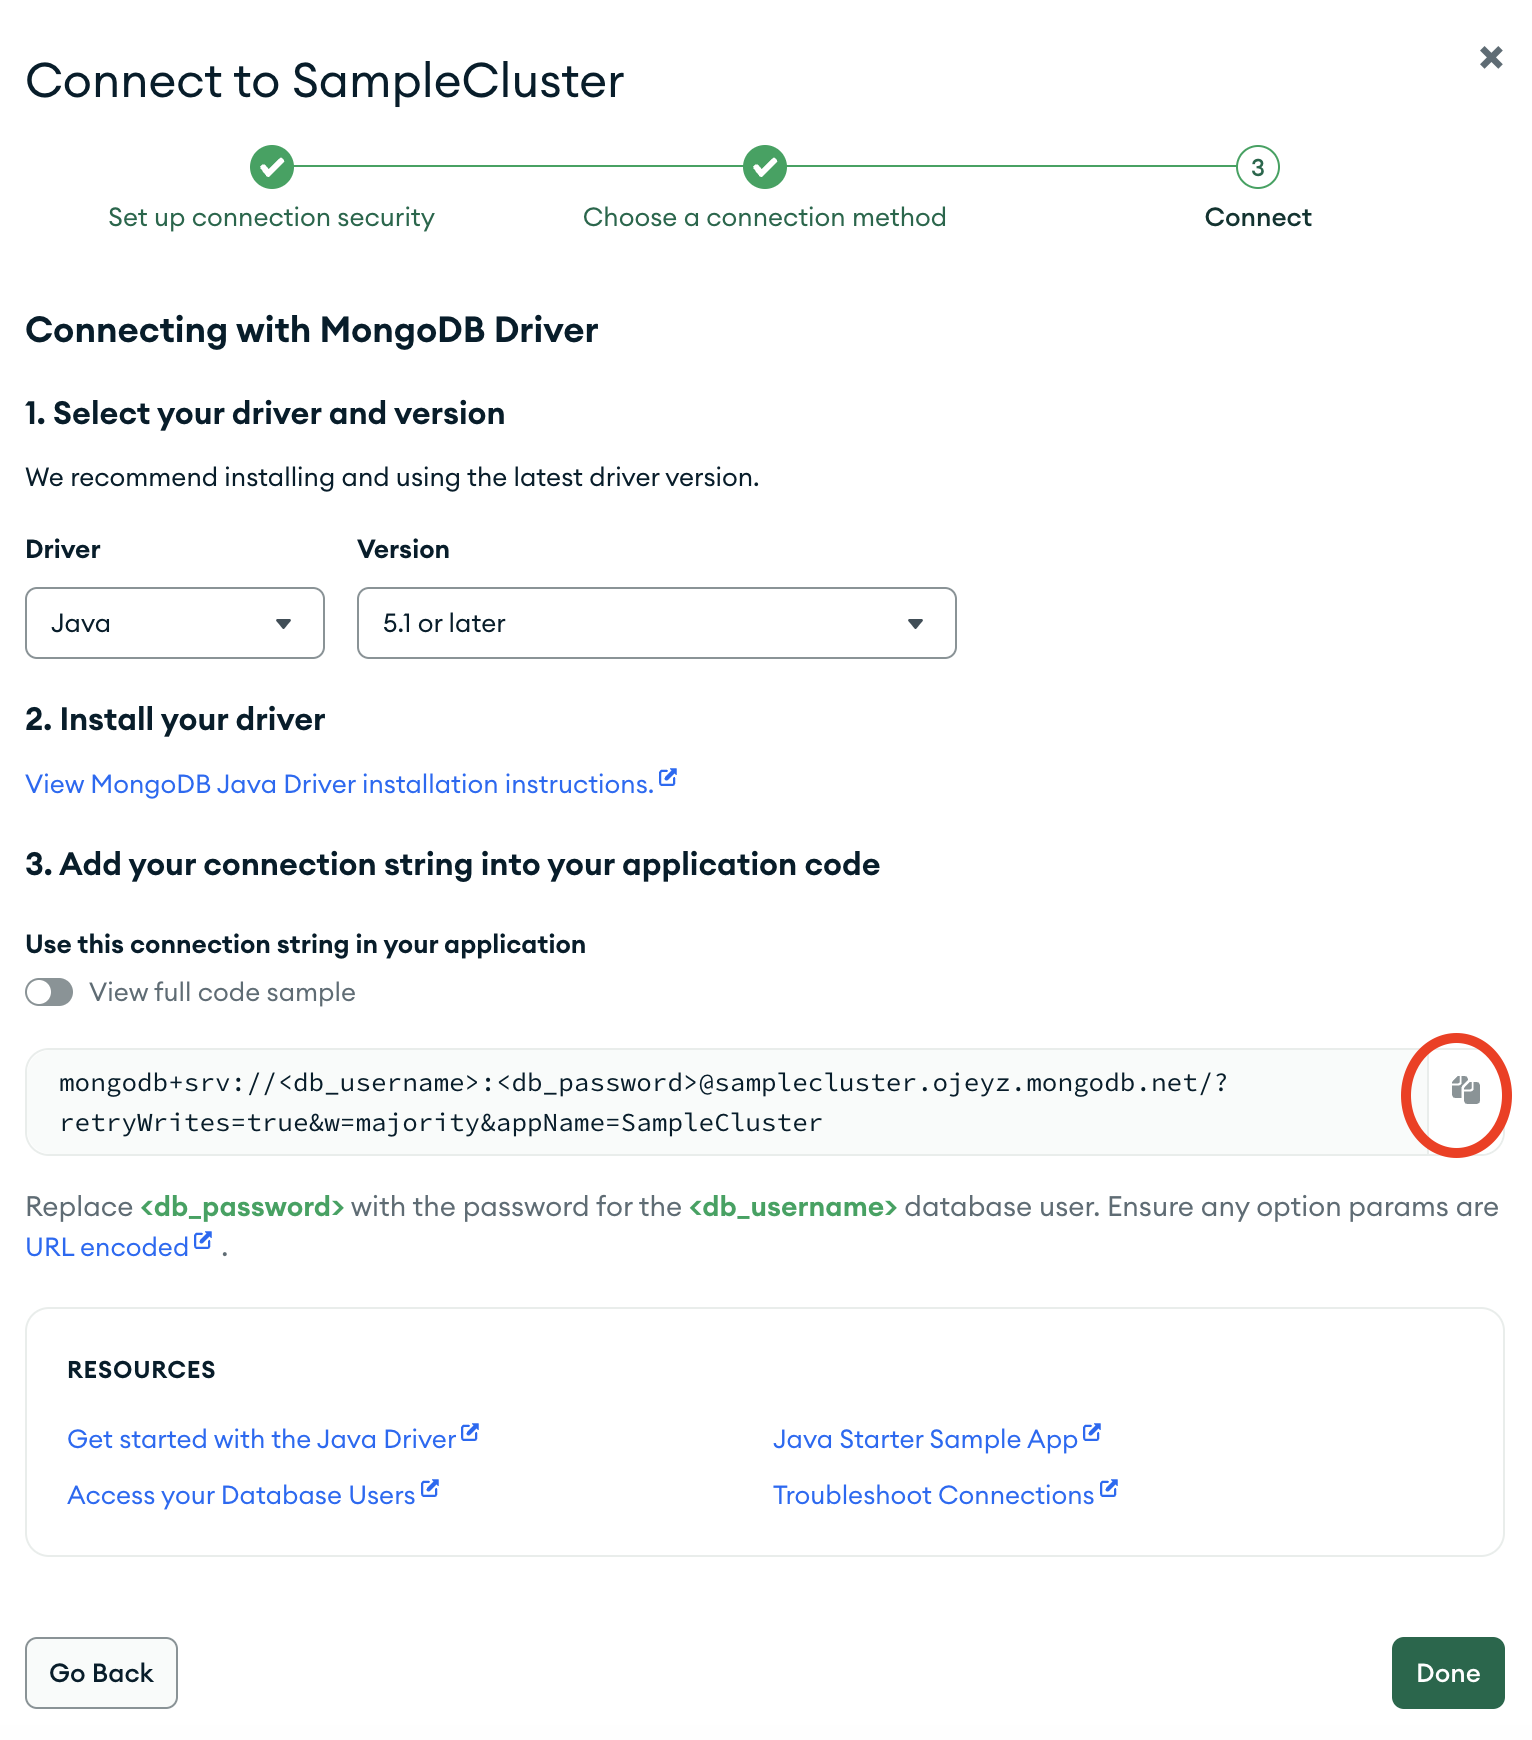 Connect to SampleCluster
3
Set up connection security
Choose a connection method
Connect
Connecting with MongoDB Driver
1. Select your driver and version
We recommend installing and using the latest driver version.
Driver
Version
Java
5.1 or later
2. Install your driver
View MongoDB Java Driver installation instructions.
3. Add your connection string into your application code
Use this connection string in your application
View full code sample
mongodb+srv://<db_username>:<db_password>@samplecluster.ojeyz.mongodb.net/?
retryWrites=true&w=majority&appName=SampleCluster
Replace <db_password> with the password for the <db_username> database user. Ensure any option params are
URL encoded .
RESOURCES
Get started with the Java Driver
Java Starter Sample App
Access your Database Users
Troubleshoot Connections
Go Back
Done